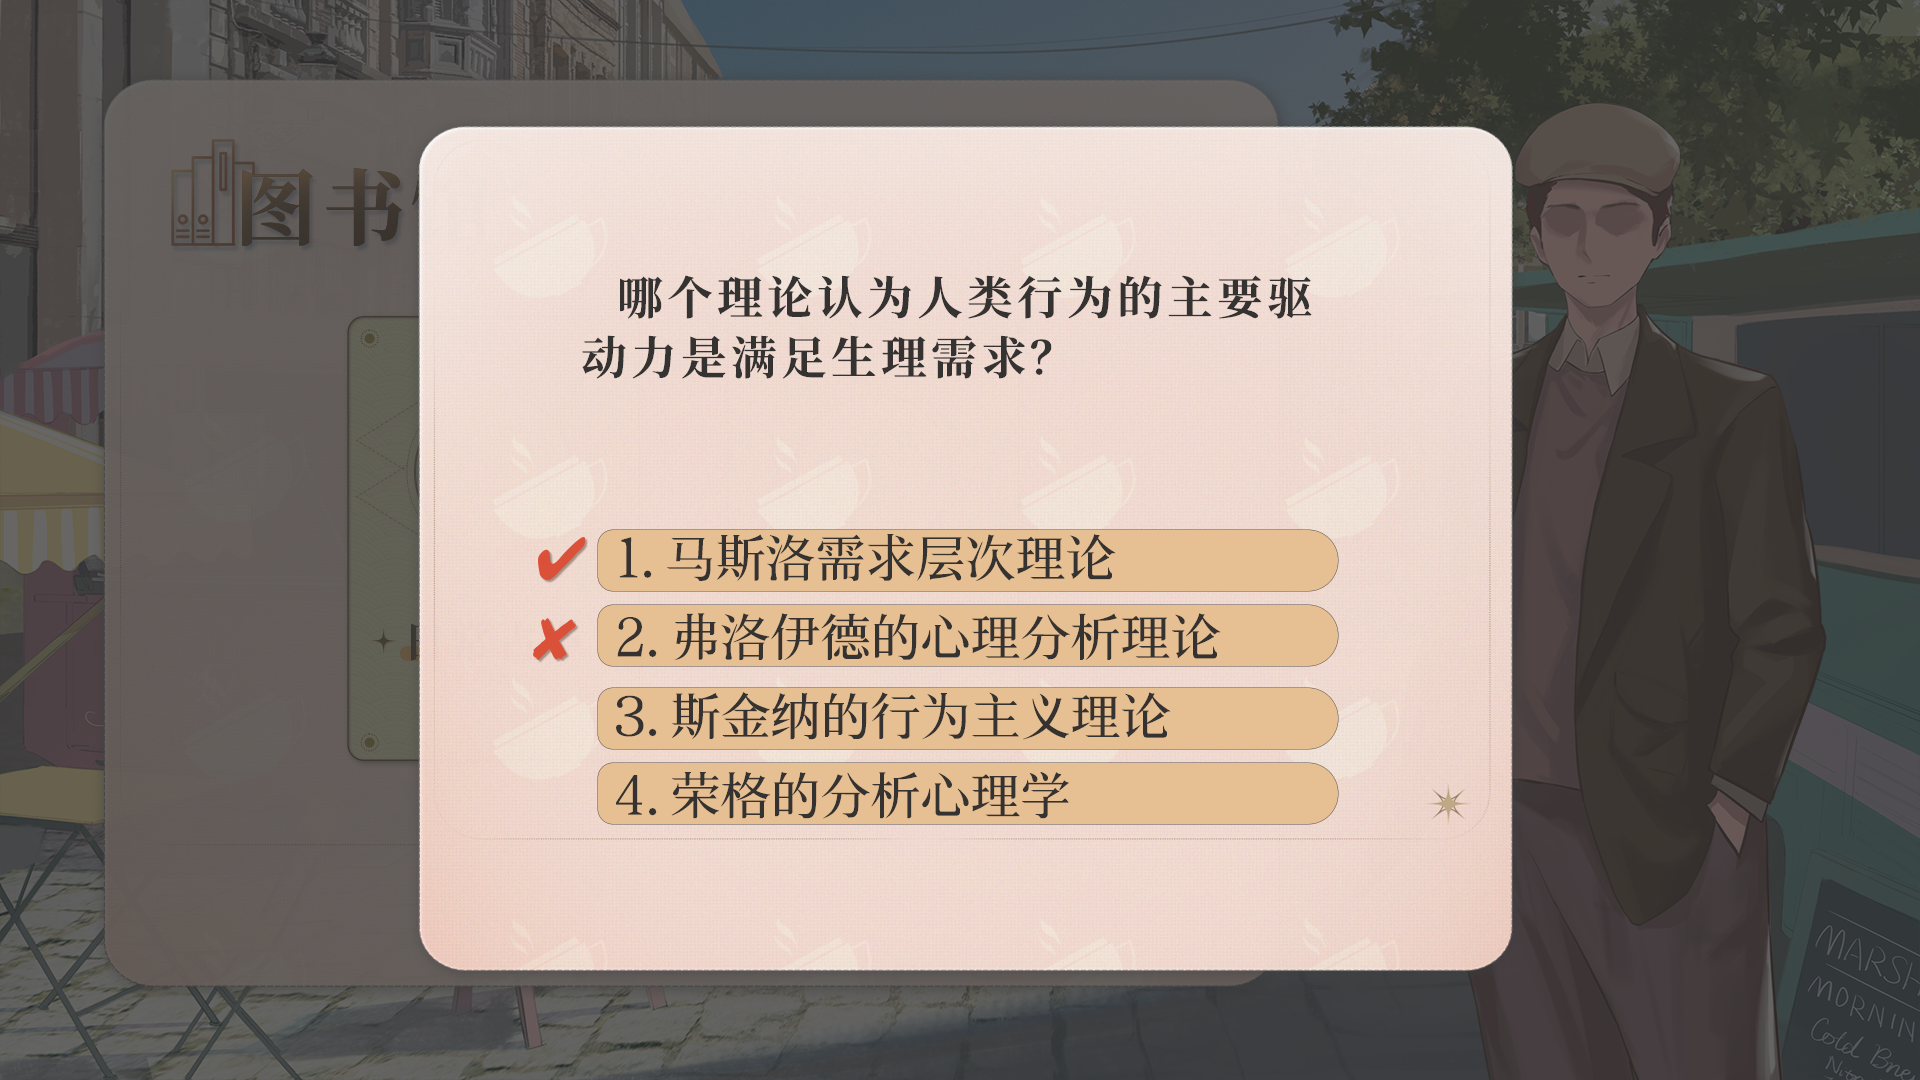 图书
哪个理论认为人类行为的主要驱
动力是满足生理需求?
1. 马斯洛需求层次理论
2. 弗洛伊德的心理分析理论
3. 斯金纳的行为主义理论
4. 荣格的分析心理学
MARSH
MORNIN
Cold Brew